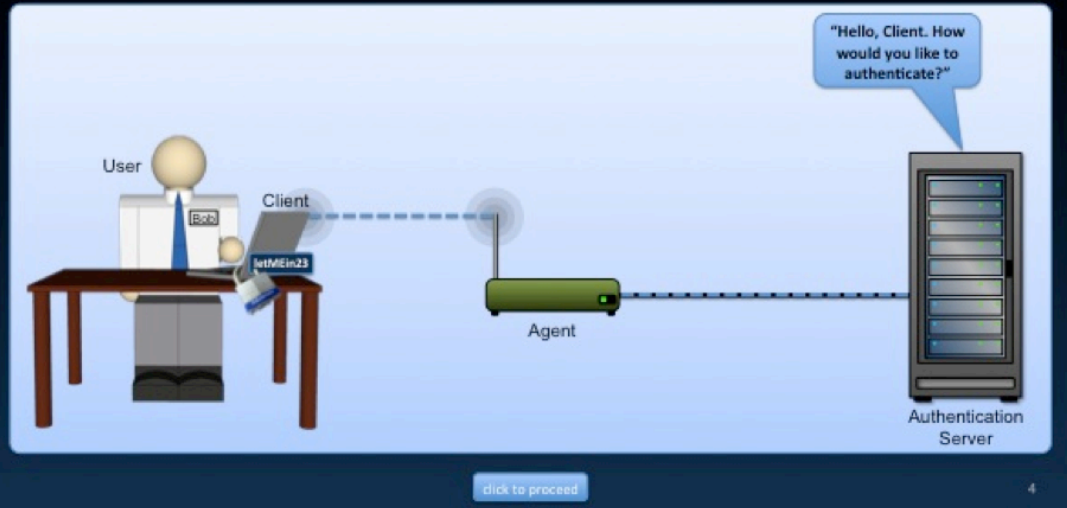 “Hello, Client. How
would you like to
authenticate?”
User
Client
Bob
letMEin23
Agent
Authentication
Server
click to proceed
4